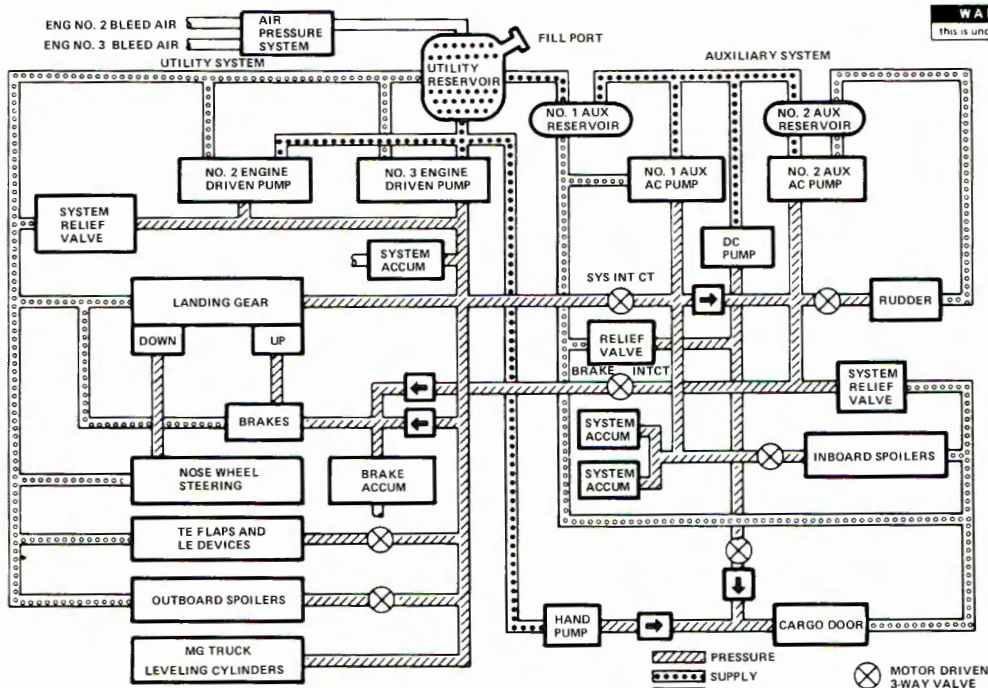 ENG NO. 2 BLEED AIR
ENG NO. 3 BLEED AIR
AIR
PRESSURE
SYSTEM
FILL PORT
WA
this is
UTILITY SYSTEM
UTILITY
RESERVOIR
AUXILIARY SYSTEM
NO. 1 AUX
RESERVOIR
NO. 2 AUX
RESERVOIR
NO. 2 ENGINE
DRIVEN PUMP
NO. 3 ENGINE
DRIVEN PUMP
NO. 1 AUX
AC PUMP
NO. 2 AUX
AC PUMP
SYSTEM
RELIEF
VALVE
SYSTEM
ACCUM
DC
PUMP
LANDING GEAR
DOWN
UP
SYS INT CT
RUDDER
RELIEF
VALVE
BRAKE INTCT
SYSTEM
RELIEF
VALVE
BRAKES
SYSTEM
ACCUM
SYSTEM
ACCUM
INBOARD SPOILERS
NOSE WHEEL
STEERING
BRAKE
ACCUM
TE FLAPS AND
LE DEVICES
OUTBOARD SPOILERS
HAND
PUMP
CARGO DOOR
MG TRUCK
LEVELING CYLINDERS
PRESSURE
SUPPLY
MOTOR DRIVEN
3-WAY VALVE